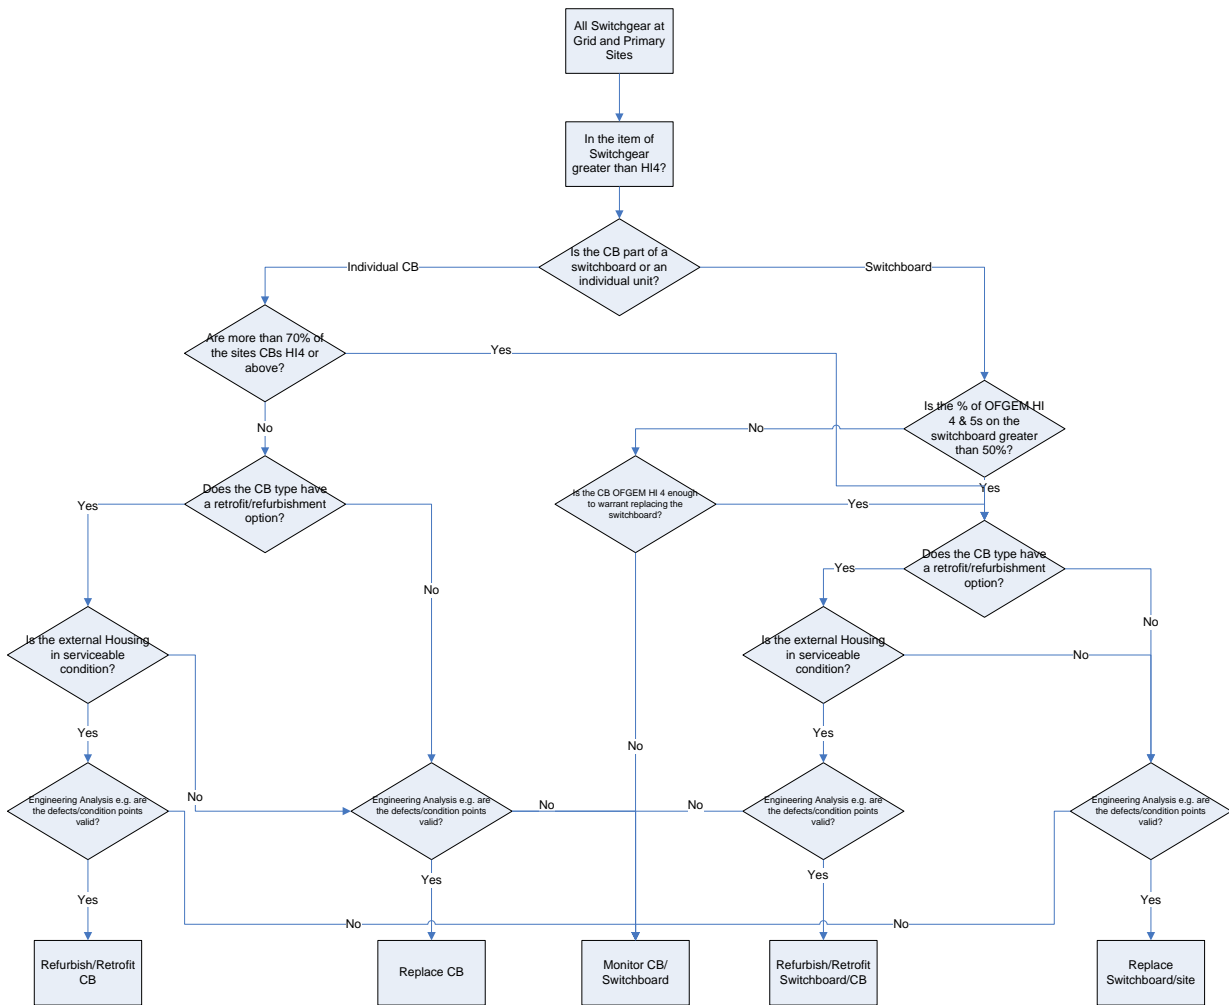 All Switchgear at
Grid and Primary
Sites
In the item of
Switchgear
greater than HI4?
Is the CB part of a
switchboard or an
individual unit?
Individual CB
Switchboard
Are more than 70% of
the sites CBs HI4 or
above?
Yes
Is the % of OFGEM HI
4 & 5s on the
switchboard greater
than 50%?
No
No
Does the CB type have
a retrofit/refurbishment
option?
Yes
Is the CB OFGEM HI 4 enough
to warrant replacing the
switchboard?
Yes
Yes
Does the CB type have
a retrofit/refurbishment
option?
Yes
No
No
Is the external Housing
in serviceable
condition?
Is the external Housing
in serviceable
condition?
No
No
Yes
Yes
No
Engineering Analysis e.g. are
the defects/condition points
valid?
No
Engineering Analysis e.g. are
the defects/condition points
valid?
No
No
Engineering Analysis e.g. are
the defects/condition points
valid?
Engineering Analysis e.g. are
the defects/condition points
valid?
Yes
Yes
Yes
Yes
No
No
Refurbish/Retrofit
CB
Replace CB
Monitor CB/
Switchboard
Refurbish/Retrofit
Switchboard/CB
Replace
Switchboard/site